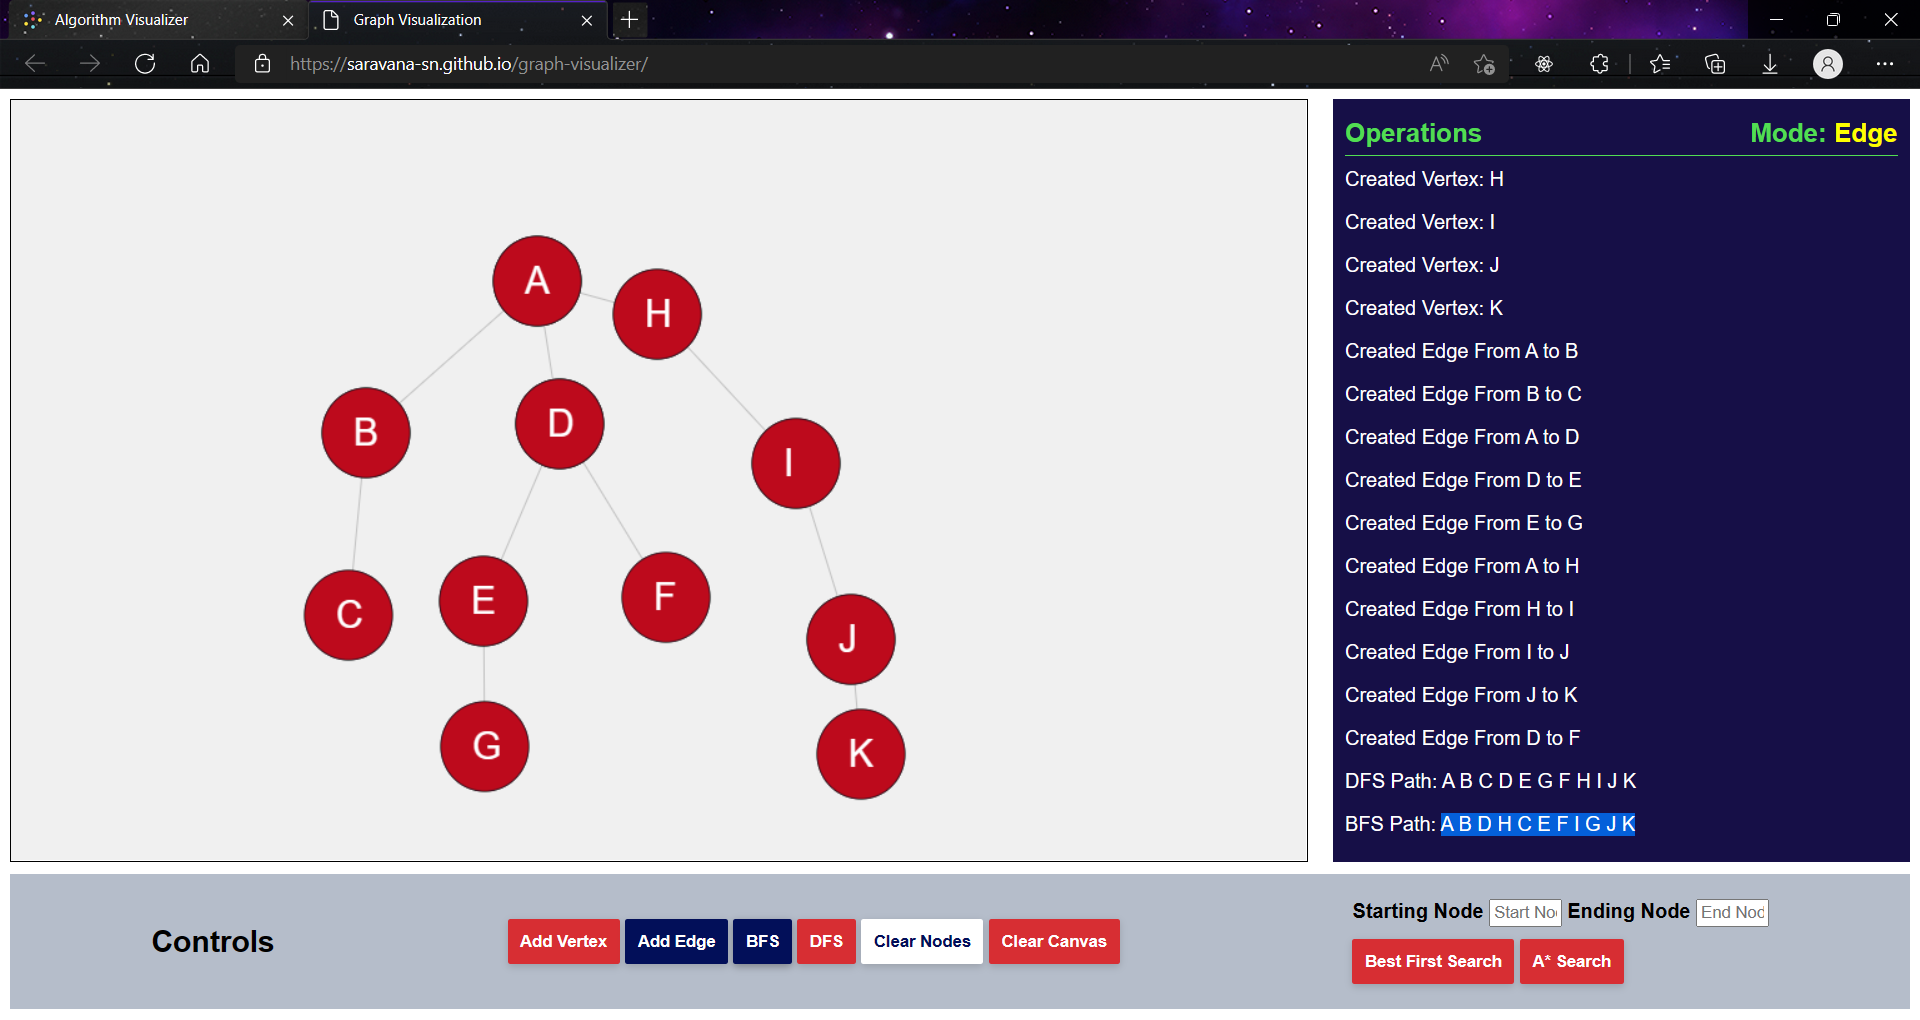 Algorithm Visualizer
Graph Visualization
https://saravana-sn.github.io/graph-visualizer/
A
H
B
D
I
C
E
F
J
G
K
Operations Mode: Edge
Created Vertex: H
Created Vertex: I
Created Vertex: J
Created Vertex: K
Created Edge From A to B
Created Edge From B to C
Created Edge From A to D
Created Edge From D to E
Created Edge From E to G
Created Edge From A to H
Created Edge From H to I
Created Edge From I to J
Created Edge From J to K
Created Edge From D to F
DFS Path: A B C D E G F H I J K
BFS Path: A B D H C E F I G J K
Controls
Add Vertex Add Edge BFS DFS Clear Nodes Clear Canvas
Starting Node Start No Ending Node End Nod
Best First Search A* Search